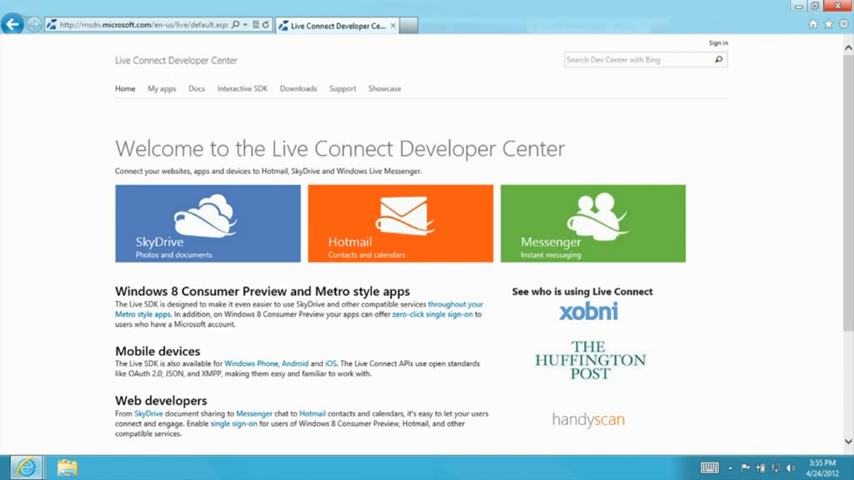 http://msdn.microsoft.com/en-us/live/default.asp
Live Connect Developer Ce...
Sign in
Live Connect Developer Center
Search Dev Center with Bing
Home My apps Docs Interactive SDK Downloads Support Showcase
Welcome to the Live Connect Developer Center
Connect your websites, apps and devices to Hotmail, SkyDrive and Windows Live Messenger.
SkyDrive
Photos and documents
Hotmail
Contacts and calendars
Messenger
Instant messaging
Windows 8 Consumer Preview and Metro style apps
The Live SDK is designed to make it even easier to use SkyDrive and other compatible services throughout your
Metro style apps. In addition, on Windows 8 Consumer Preview your apps can offer zero-click single sign-on to
users who have a Microsoft account.
Mobile devices
The Live SDK is also available for Windows Phone, Android and iOS. The Live Connect APIs use open standards
like OAuth 2.0, JSON, and XMPP, making them easy and familiar to work with.
Web developers
From SkyDrive document sharing to Messenger chat to Hotmail contacts and calendars, it's easy to let your users
connect and engage. Enable single sign-on for users of Windows 8 Consumer Preview, Hotmail, and other
compatible services.
See who is using Live Connect
xobni
THE
HUFFINGTON
POST
handyscan
3:55 PM
4/24/2012